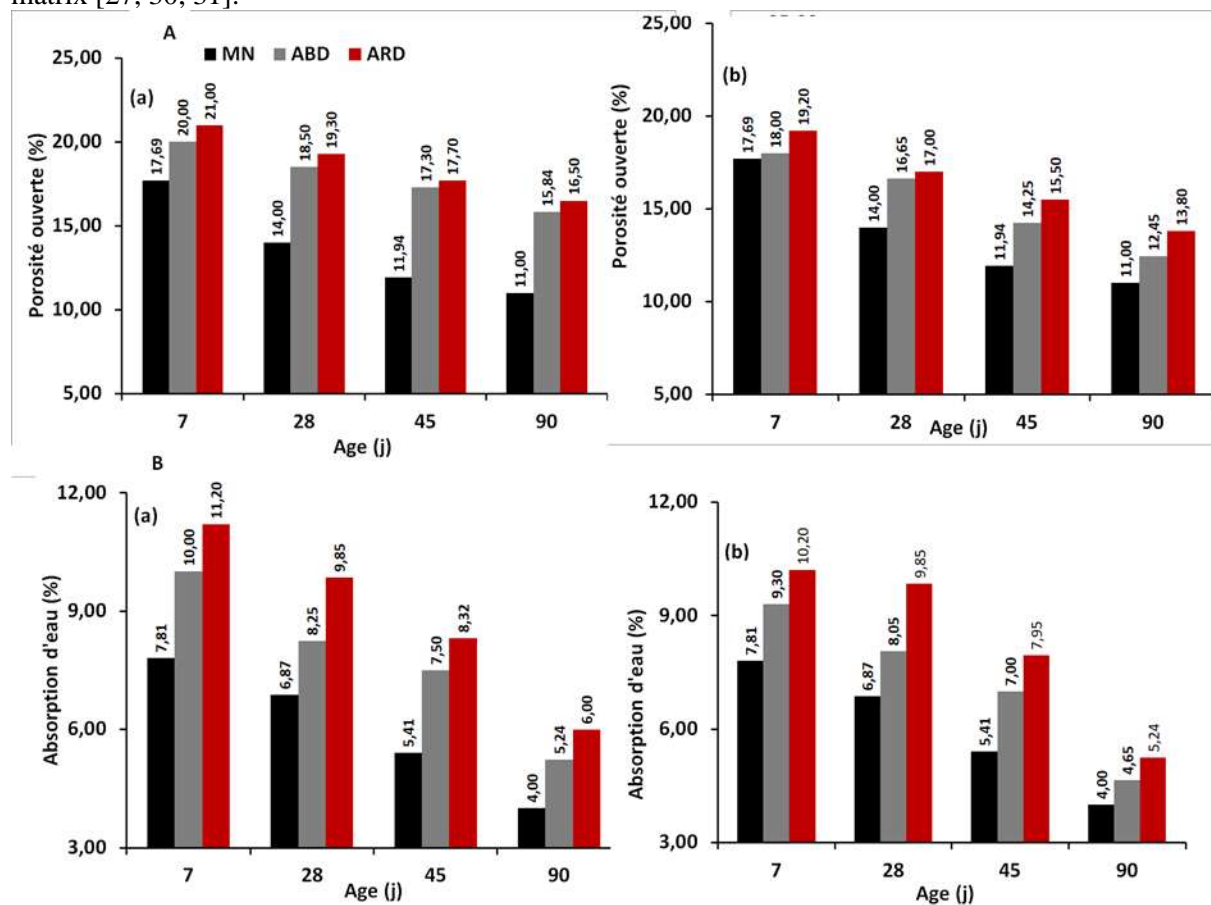 matrix [27, 30, 31].
A
MN ABD ARD
(a)
Porosité ouverte (%)
25,00
20,00
15,00
10,00
5,00
17,69 20,00 21,00
14,00 18,50 19,30
11,94 17,30 17,70
11,00 15,84 16,50
7 28 45 90
Age (j)
(b)
Porosité ouverte (%)
25,00
20,00
15,00
10,00
5,00
17,69 18,00 19,20
14,00 16,65 17,00
11,94 14,25 15,50
11,00 12,45 13,80
7 28 45 90
Age (j)
B
(a)
Absorption d'eau (%)
12,00
9,00
6,00
3,00
7,81 10,00 11,20
6,87 8,25 9,85
5,41 7,50 8,32
4,00 5,24 6,00
7 28 45 90
Age (j)
(b)
Absorption d'eau (%)
12,00
9,00
6,00
3,00
7,81 9,30 10,20
6,87 8,05 9,85
5,41 7,00 7,95
4,00 4,65 5,24
7 28 45 90
Age (j)